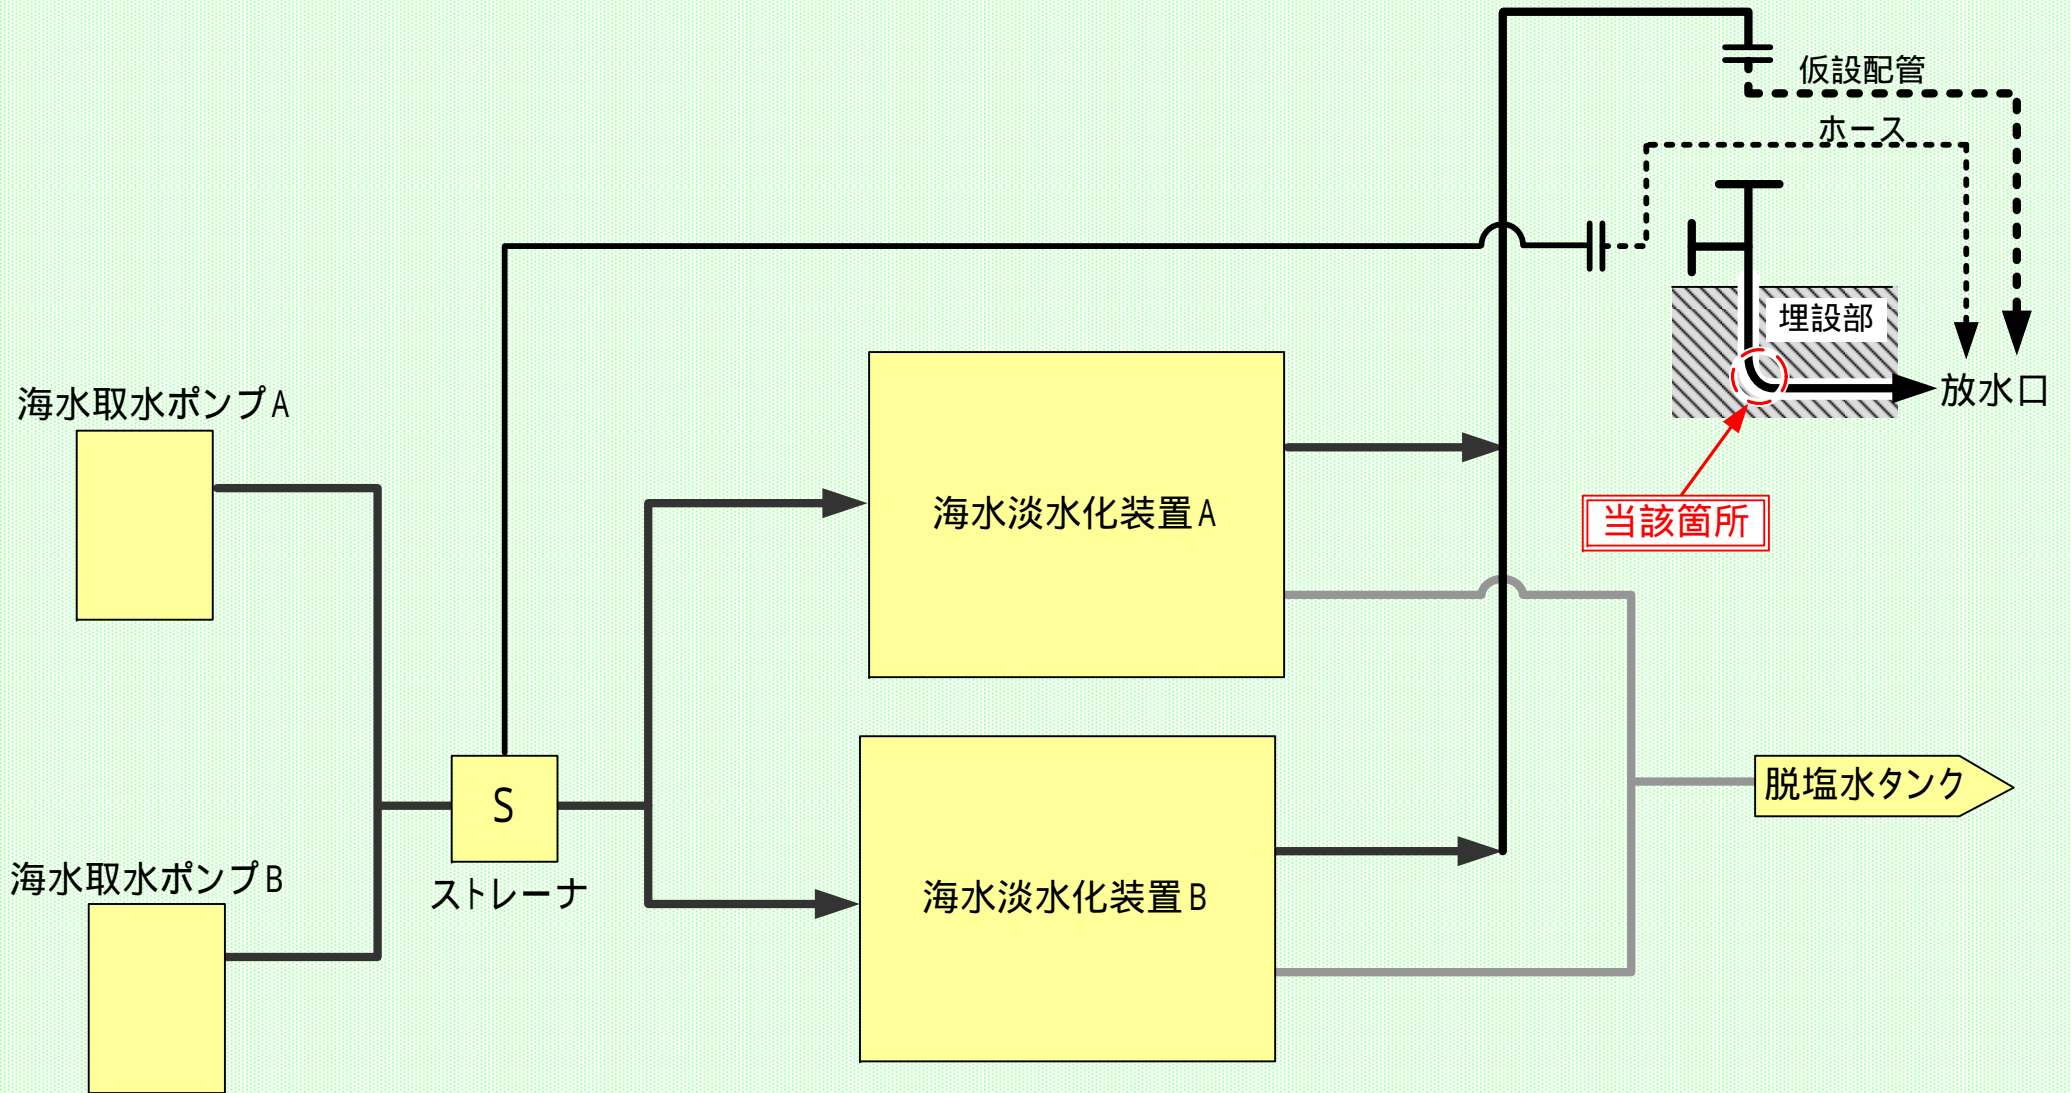 仮設配管
ホース
埋設部
放水口
海水取水ポンプA
海水淡水化装置A
当該箇所
脱塩水タンク
S
ストレーナ
海水取水ポンプB
海水淡水化装置B